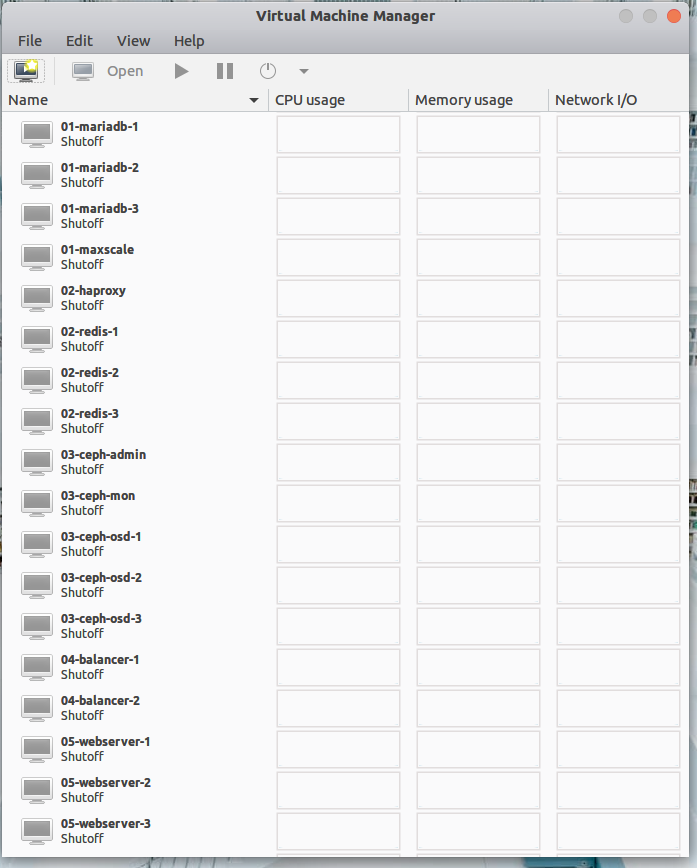 Virtual Machine Manager
File Edit View Help
Open
Name CPU usage Memory usage Network I/O
01-mariadb-1
Shutoff
01-mariadb-2
Shutoff
01-mariadb-3
Shutoff
01-maxscale
Shutoff
02-haproxy
Shutoff
02-redis-1
Shutoff
02-redis-2
Shutoff
02-redis-3
Shutoff
03-ceph-admin
Shutoff
03-ceph-mon
Shutoff
03-ceph-osd-1
Shutoff
03-ceph-osd-2
Shutoff
03-ceph-osd-3
Shutoff
04-balancer-1
Shutoff
04-balancer-2
Shutoff
05-webserver-1
Shutoff
05-webserver-2
Shutoff
05-webserver-3
Shutoff